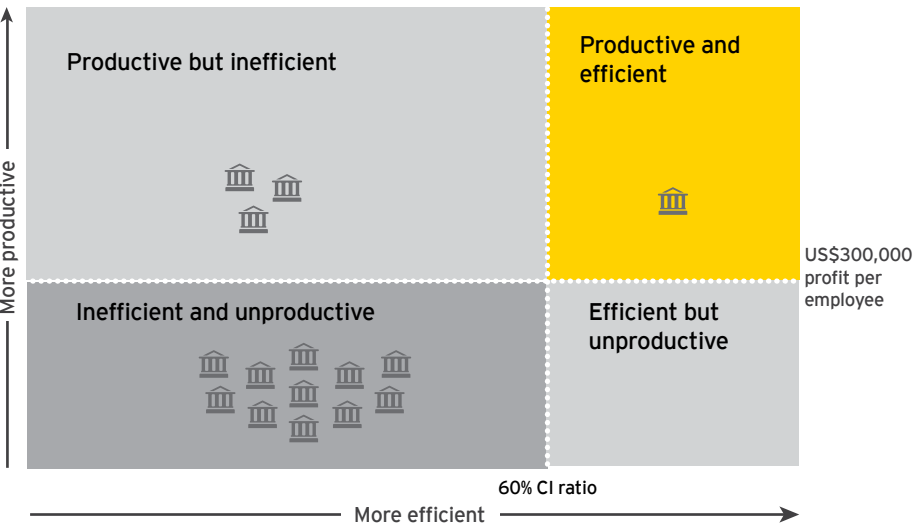 Productive but inefficient
Productive and
efficient
More productive
US$300,000
profit per
employee
Inefficient and unproductive
Efficient but
unproductive
60% CI ratio
More efficient